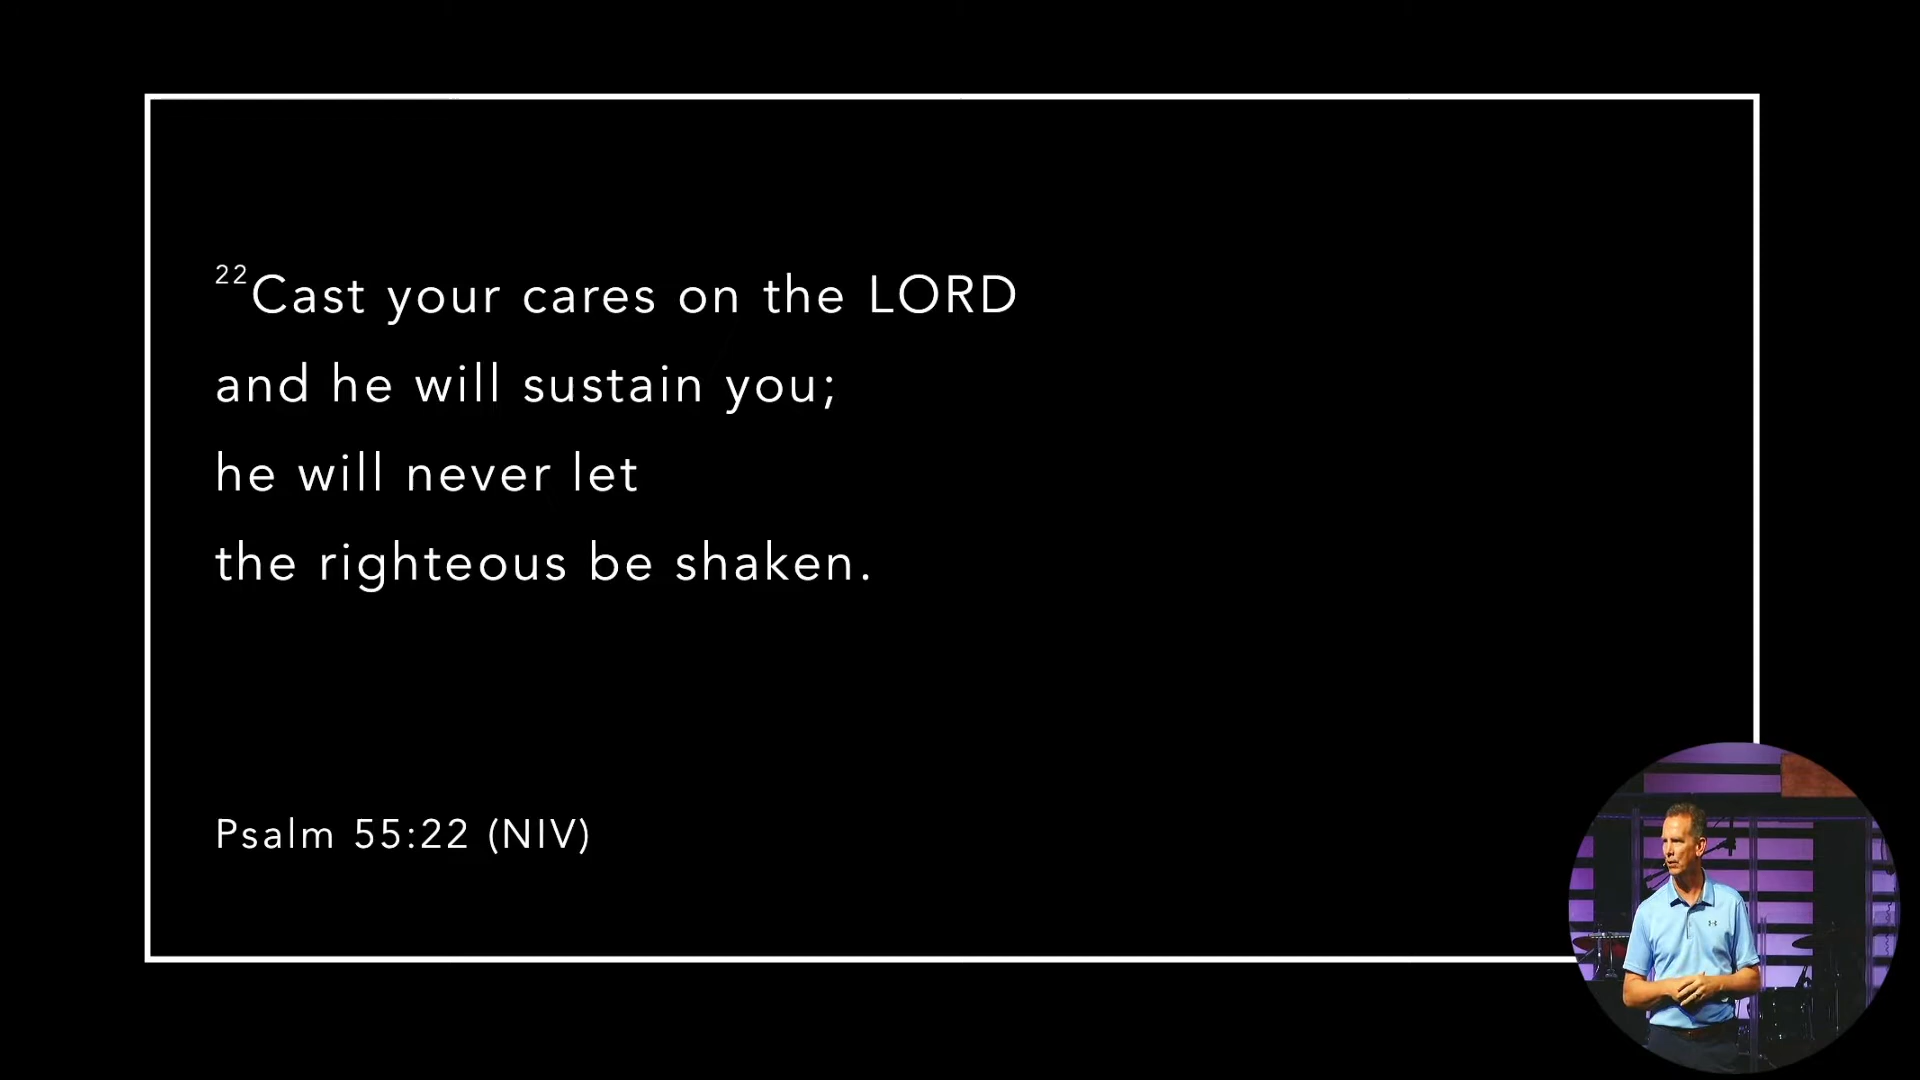 22Cast your cares on the LORD
and he will sustain you;
he will never let
the righteous be shaken.
Psalm 55:22 (NIV)